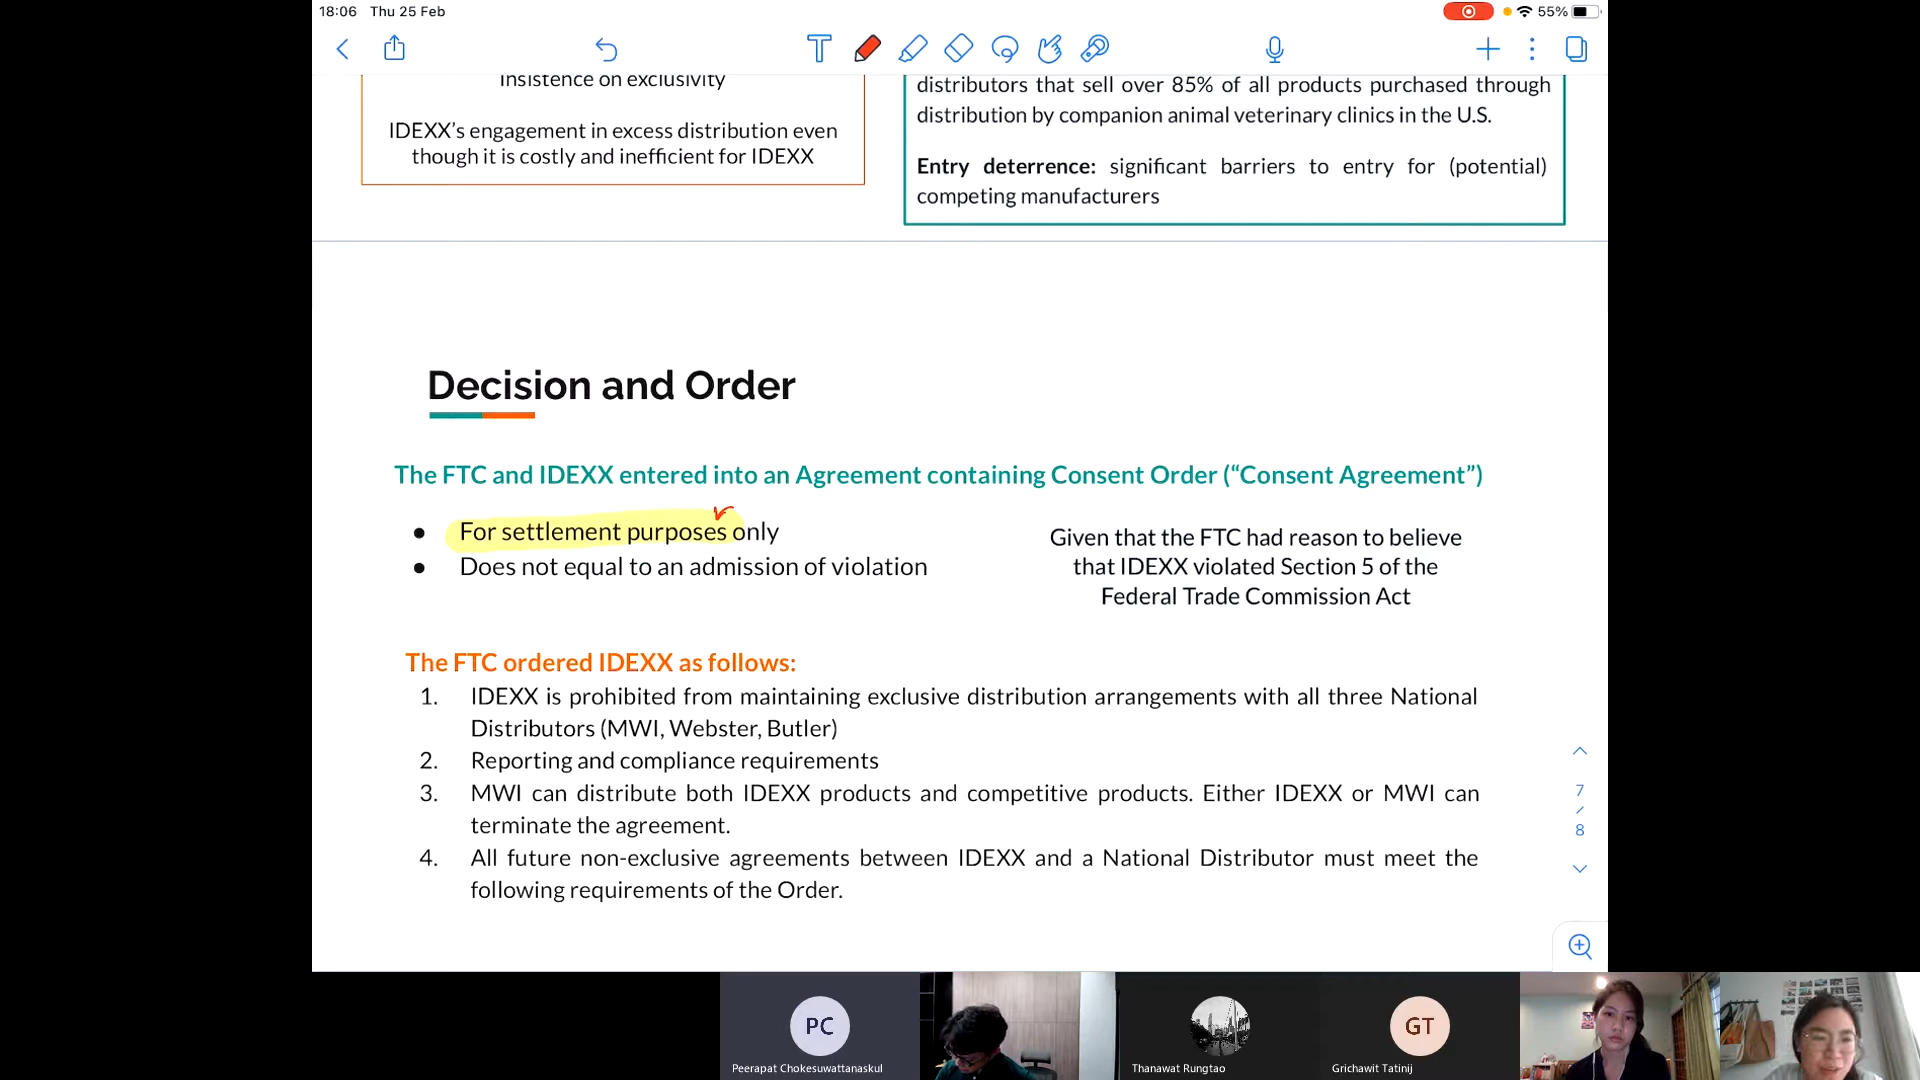 18:06 Thu 25 Feb
55%
Insistence on exclusivity
IDEXX's engagement in excess distribution even
though it is costly and inefficient for IDEXX
distributors that sell over 85% of all products purchased through
distribution by companion animal veterinary clinics in the U.S.
Entry deterrence: significant barriers to entry for (potential)
competing manufacturers
Decision and Order
The FTC and IDEXX entered into an Agreement containing Consent Order (“Consent Agreement”)
● For settlement purposes only
● Does not equal to an admission of violation
Given that the FTC had reason to believe
that IDEXX violated Section 5 of the
Federal Trade Commission Act
The FTC ordered IDEXX as follows:
1. IDEXX is prohibited from maintaining exclusive distribution arrangements with all three National
Distributors (MWI, Webster, Butler)
2. Reporting and compliance requirements
3. MWI can distribute both IDEXX products and competitive products. Either IDEXX or MWI can
terminate the agreement.
4. All future non-exclusive agreements between IDEXX and a National Distributor must meet the
following requirements of the Order.
7
/
8
PC
GT
Peerapat Chokesuwattanaskul
Thanawat Rungtao
Grichawit Tatinij